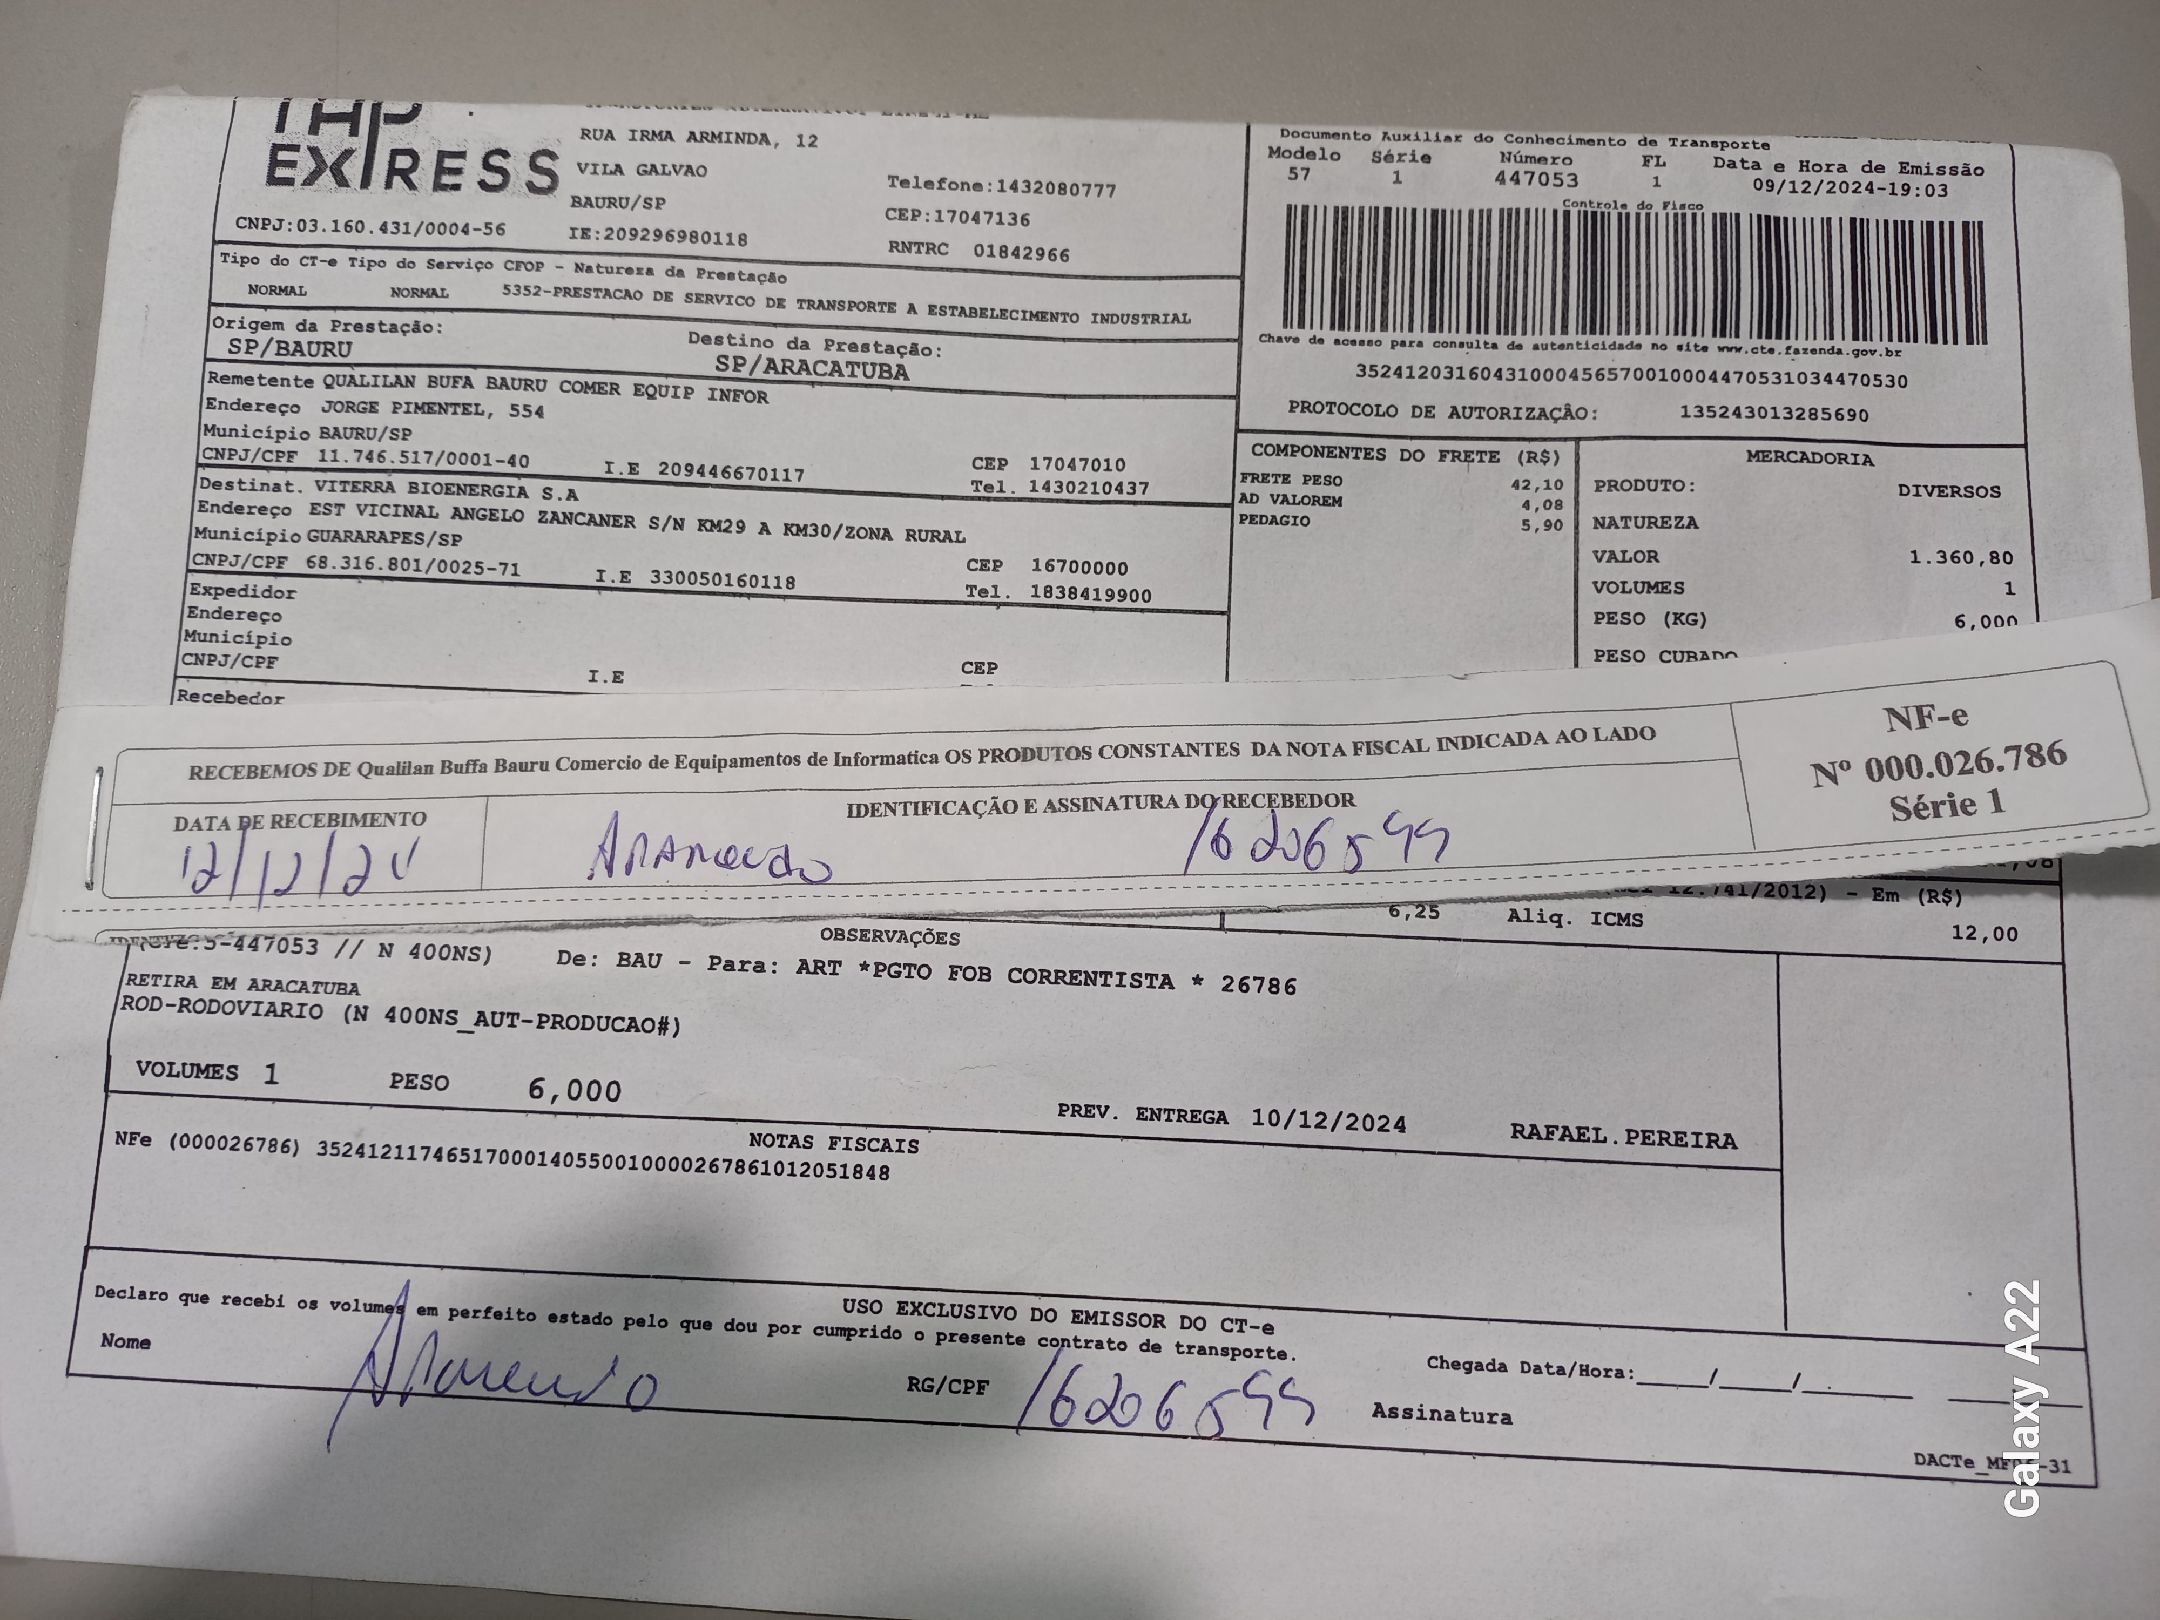 TAP
EXPRESS
RUA IRMA ARMINDA, 12
VILA GALVAO
BAURU/SP
Telefone:1432080777
CEP:17047136
CNPJ:03.160.431/0004-56
IE:209296980118
RNTRC 01842966
Documento Auxiliar do Conhecimento de Transporte
Modelo Série Número FL Data e Hora de Emissão
57 1 447053 1 09/12/2024-19:03
Controle do Fisco
Chave de acesso para consulta de autenticidade no site www.cte.fazenda.gov.br
35241203160431000456570010004470531034470530
PROTOCOLO DE AUTORIZAÇÃO: 135243013285690
Tipo do CT-e Tipo do Serviço CFOP - Natureza da Prestação
NORMAL NORMAL 5352-PRESTACAO DE SERVICO DE TRANSPORTE A ESTABELECIMENTO INDUSTRIAL
Origem da Prestação: Destino da Prestação:
SP/BAURU SP/ARACATUBA
Remetente QUALILAN BUFA BAURU COMER EQUIP INFOR
Endereço JORGE PIMENTEL, 554
Município BAURU/SP
CNPJ/CPF 11.746.517/0001-40 I.E 209446670117 CEP 17047010
Tel. 1430210437
Destinat. VITERRA BIOENERGIA S.A
Endereço EST VICINAL ANGELO ZANCANER S/N KM29 A KM30/ZONA RURAL
Município GUARARAPES/SP
CNPJ/CPF 68.316.801/0025-71 I.E 330050160118 CEP 16700000
Tel. 1838419900
Expedidor
Endereço
Município
CNPJ/CPF I.E CEP
Recebedor
COMPONENTES DO FRETE (R$)
FRETE PESO 42,10
AD VALOREM 4,08
PEDAGIO 5,90
MERCADORIA
PRODUTO: DIVERSOS
NATUREZA
VALOR 1.360,80
VOLUMES 1
PESO (KG) 6,000
PESO CUBADO
RECEBEMOS DE Qualilan Buffa Bauru Comercio de Equipamentos de Informatica OS PRODUTOS CONSTANTES DA NOTA FISCAL INDICADA AO LADO
DATA DE RECEBIMENTO
12/12/24
IDENTIFICAÇÃO E ASSINATURA DO RECEBEDOR
16206599
NF-e
Nº 000.026.786
Série 1
12.741/2012) - Em (R$)
6,25 Aliq. ICMS 12,00
OBSERVAÇÕES
447053 // N 400NS) De: BAU - Para: ART *PGTO FOB CORRENTISTA * 26786
RETIRA EM ARACATUBA
ROD-RODOVIARIO (N 400NS_AUT-PRODUCAO#)
VOLUMES 1 PESO 6,000
PREV. ENTREGA 10/12/2024 RAFAEL.PEREIRA
NOTAS FISCAIS
NFe (000026786) 35241211746517000140550010000267861012051848
USO EXCLUSIVO DO EMISSOR DO CT-e
Declaro que recebi os volumes em perfeito estado pelo que dou por cumprido o presente contrato de transporte.
Nome RG/CPF 16206599
Chegada Data/Hora:_____/_____/.______ ______
Assinatura
Galaxy A22